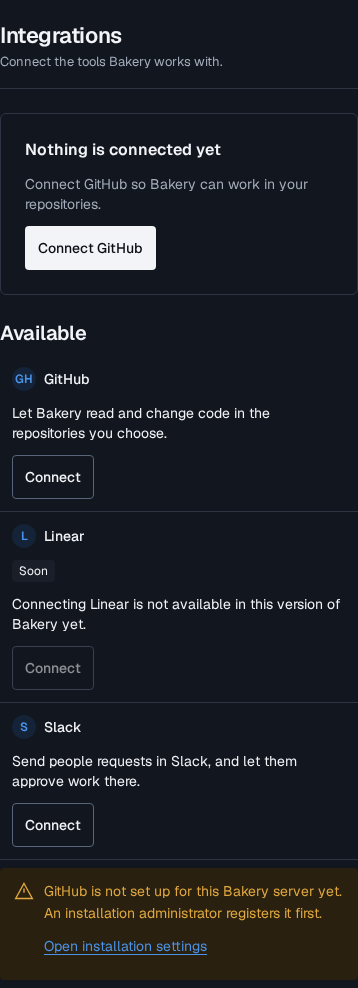 Integrations
Connect the tools Bakery works with.
Nothing is connected yet
Connect GitHub so Bakery can work in your
repositories.
Connect GitHub
Available
GH GitHub
Let Bakery read and change code in the
repositories you choose.
Connect
L Linear
Soon
Connecting Linear is not available in this version of
Bakery yet.
Connect
S Slack
Send people requests in Slack, and let them
approve work there.
Connect
GitHub is not set up for this Bakery server yet.
An installation administrator registers it first.
Open installation settings